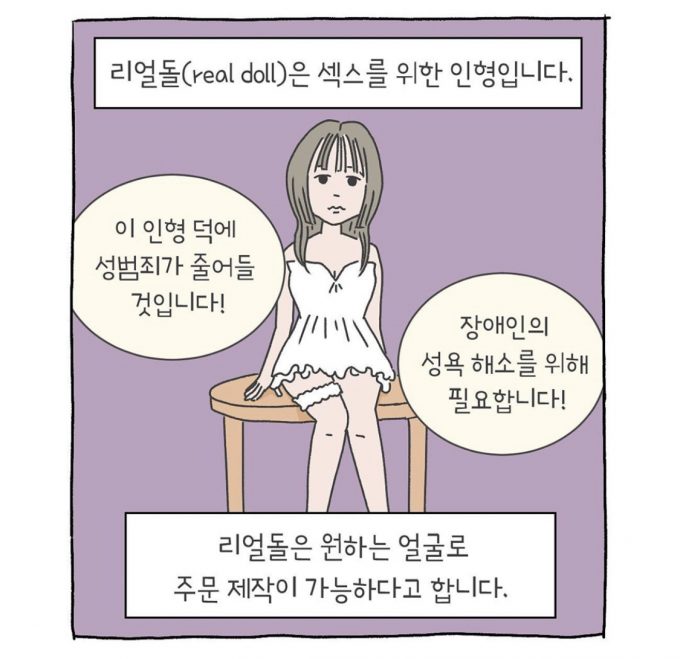 리얼돌(real doll)은 섹스를 위한 인형입니다.
이 인형 덕에
성범죄가 줄어들
것입니다!
장애인의
성욕 해소를 위해
필요합니다!
리얼돌은 원하는 얼굴로
주문 제작이 가능하다고 합니다.